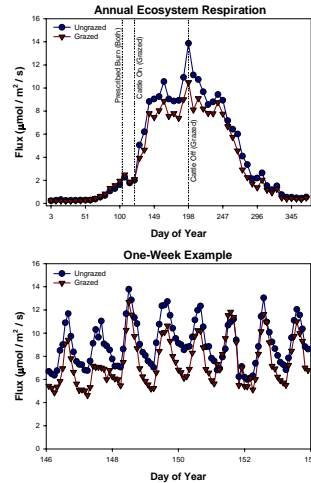 Annual Ecosystem Respiration
Flux (μmol / m² / s)
16
14
12
10
8
6
4
2
0
Ungrazed
Grazed
Prescribed Burn (Both)
Cattle On (Grazed)
Cattle Off (Grazed)
3 51 100 149 198 247 296 345
Day of Year
One-Week Example
Flux (μmol / m² / s)
16
14
12
10
8
6
4
2
0
Ungrazed
Grazed
146 148 150 152 15
Day of Year